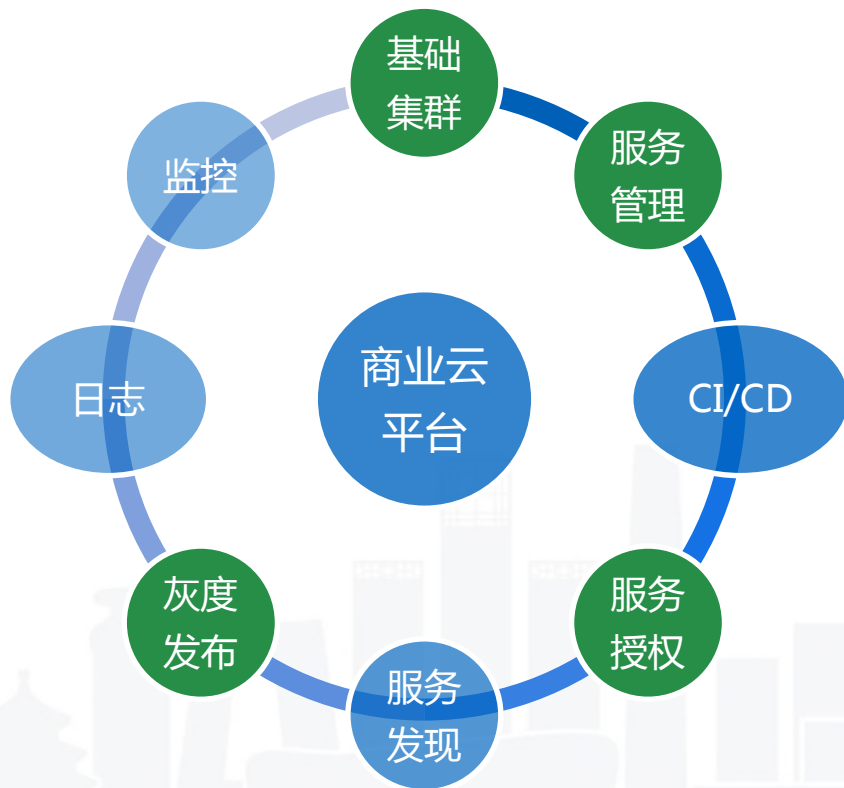 基础
集群
服务
管理
监控
商业云
平台
日志
CI/CD
灰度
发布
服务
授权
服务
发现